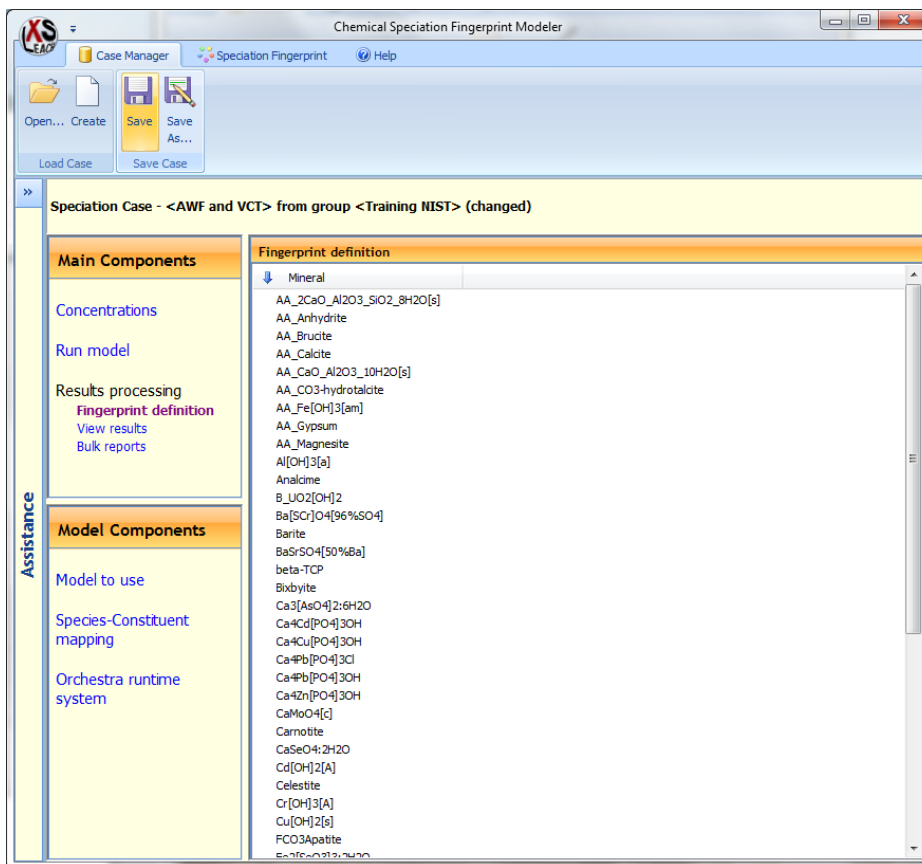 XS
LEACH
Chemical Speciation Fingerprint Modeler
Case Manager
Speciation Fingerprint
Help
Open...
Create
Save
Save As...
Load Case
Save Case
»
Assistance
Speciation Case - <AWF and VCT> from group <Training NIST> (changed)
Main Components
Concentrations
Run model
Results processing
Fingerprint definition
View results
Bulk reports
Model Components
Model to use
Species-Constituent
mapping
Orchestra runtime
system
Fingerprint definition
Mineral
AA_2CaO_Al2O3_SiO2_8H2O[s]
AA_Anhydrite
AA_Brucite
AA_Calcite
AA_CaO_Al2O3_10H2O[s]
AA_CO3-hydrotalcite
AA_Fe[OH]3[am]
AA_Gypsum
AA_Magnesite
Al[OH]3[a]
Analcime
B_UO2[OH]2
Ba[SCr]O4[96%SO4]
Barite
BaSrSO4[50%Ba]
beta-TCP
Bixbyite
Ca3[AsO4]2:6H2O
Ca4Cd[PO4]3OH
Ca4Cu[PO4]3OH
Ca4Pb[PO4]3Cl
Ca4Pb[PO4]3OH
Ca4Zn[PO4]3OH
CaMoO4[c]
Carnotite
CaSeO4:2H2O
Cd[OH]2[A]
Celestite
Cr[OH]3[A]
Cu[OH]2[s]
FCO3Apatite
Fe2[SeO3]3:2H2O